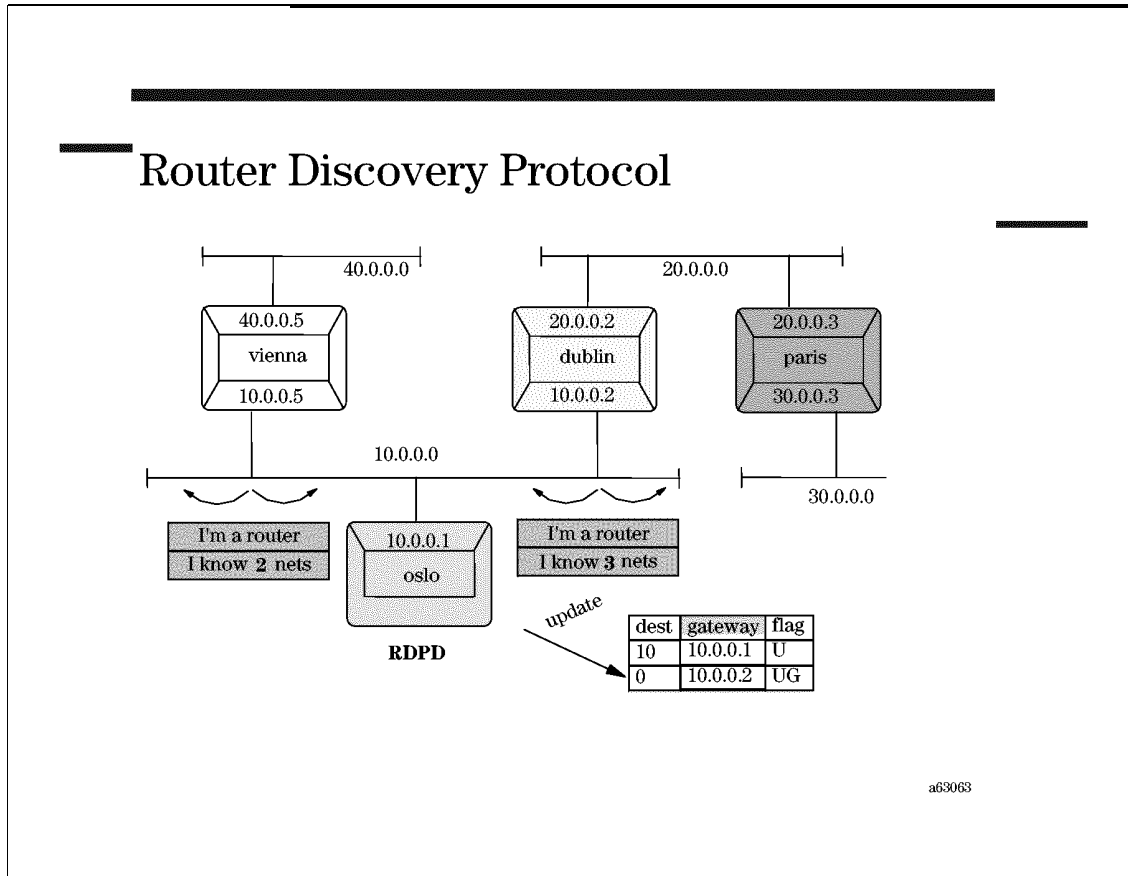 Router Discovery Protocol
40.0.0.0
20.0.0.0
40.0.0.5
vienna
10.0.0.5
20.0.0.2
dublin
10.0.0.2
20.0.0.3
paris
30.0.0.3
10.0.0.0
30.0.0.0
I'm a router
I know 2 nets
10.0.0.1
oslo
RDPD
I'm a router
I know 3 nets
update
dest gateway flag
10 10.0.0.1 U
0 10.0.0.2 UG
a63063